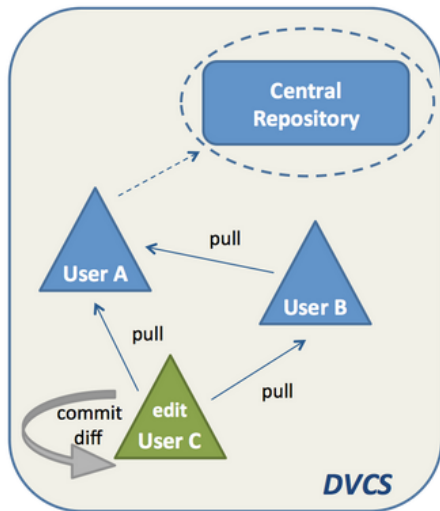 Central
Repository
pull
User A
User B
pull
pull
commit
diff
edit
User C
DVCS